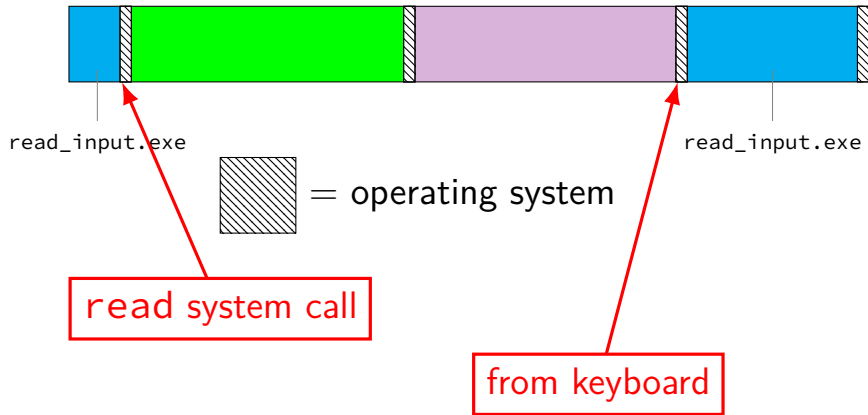 read_input.exe
read_input.exe
= operating system
read system call
from keyboard